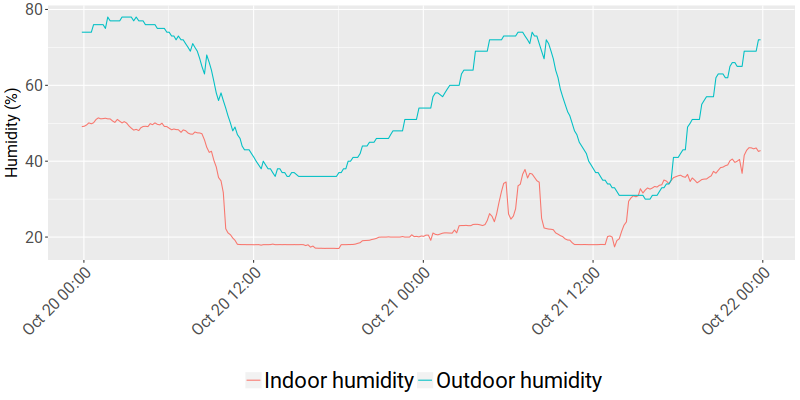 80
60
40
20
Humidity (%)
Oct 20 00:00
Oct 20 12:00
Oct 21 00:00
Oct 21 12:00
Oct 22 00:00
Indoor humidity Outdoor humidity